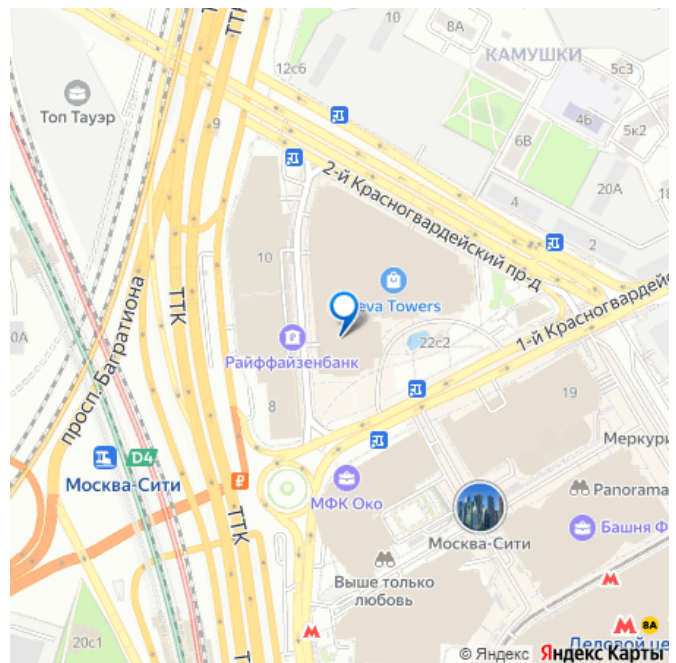 ТТК
10
8А
КАМУШКИ
12с6
5с3
Топ Тауэр
9
4Б
5к2
6В
2-й Красногвардейский пр-д
20А
4
2
10
eva Towers
просп. Багратиона
ТТК
22с2
1-й Красногвардейс
0А
Райффайзенбанк
19
8
D4
Москва-Сити
Меркури
МФК Око
Panorama
ТТК
Москва-Сити
Башня Ф
Выше только
любовь
20с1
8А
Деловой це
© Яндекс Яндекс Карты